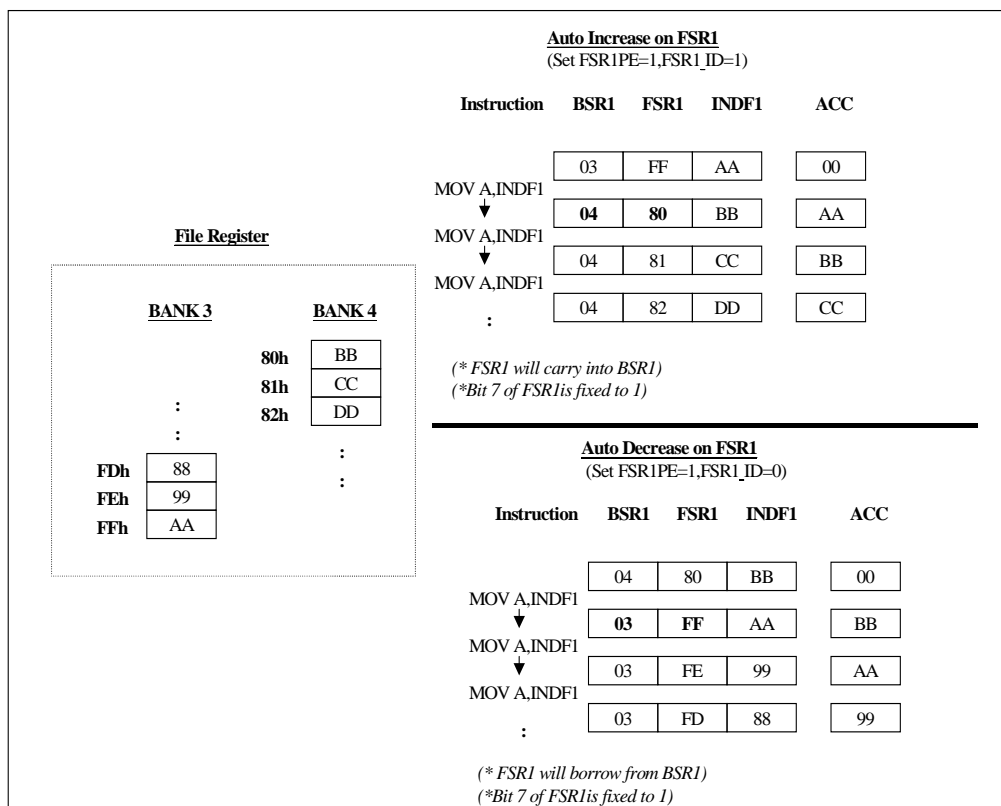 Auto Increase on FSR1
(Set FSR1PE=1,FSR1_ID=1)
Instruction BSR1 FSR1 INDF1 ACC
03 FF AA 00
MOV A,INDF1
04 80 BB AA
MOV A,INDF1
04 81 CC BB
MOV A,INDF1
04 82 DD CC
:
(* FSR1 will carry into BSR1)
(*Bit 7 of FSR1is fixed to 1)
File Register
BANK 3 BANK 4
80h BB
81h CC
82h DD
:
:
:
:
FDh 88
FEh 99
FFh AA
Auto Decrease on FSR1
(Set FSR1PE=1,FSR1_ID=0)
Instruction BSR1 FSR1 INDF1 ACC
04 80 BB 00
MOV A,INDF1
03 FF AA BB
MOV A,INDF1
03 FE 99 AA
MOV A,INDF1
03 FD 88 99
:
(* FSR1 will borrow from BSR1)
(*Bit 7 of FSR1is fixed to 1)